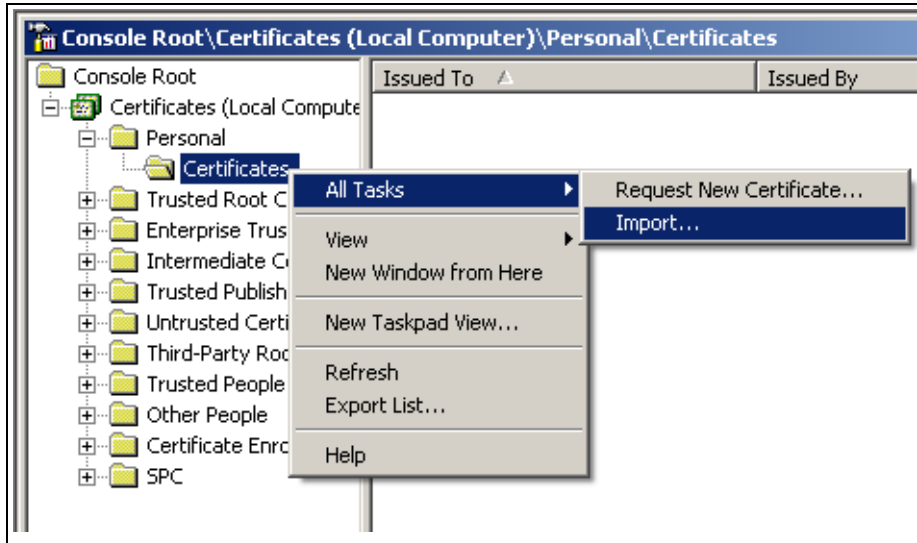 Console Root\Certificates (Local Computer)\Personal\Certificates
Console Root
Issued To
Issued By
Certificates (Local Compute
Personal
Certificates
Trusted Root C
Enterprise Trus
Intermediate C
Trusted Publish
Untrusted Certi
Third-Party Roo
Trusted People
Other People
Certificate Enro
SPC
All Tasks
View
New Window from Here
New Taskpad View...
Refresh
Export List...
Help
Request New Certificate...
Import...